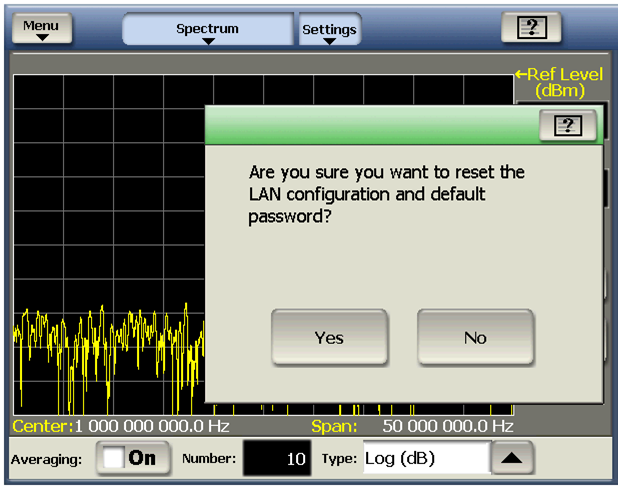 Menu
Spectrum
Settings
?
←Ref Level
(dBm)
?
Are you sure you want to reset the
LAN configuration and default
password?
Yes
No
Center:1 000 000 000.0 Hz
Span: 50 000 000.0 Hz
Averaging: On Number: 10 Type: Log (dB)